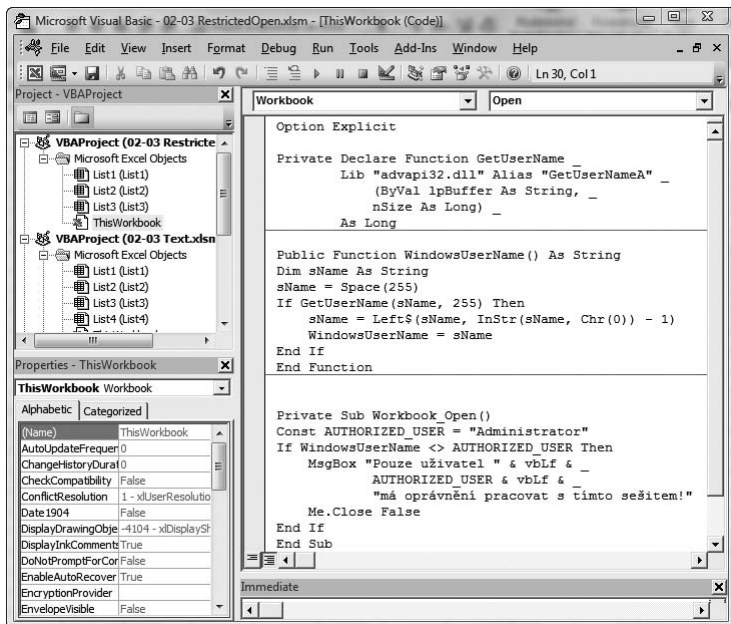 Microsoft Visual Basic - 02-03 RestrictedOpen.xlsm - [ThisWorkbook (Code)]
File Edit View Insert Format Debug Run Tools Add-Ins Window Help
Ln 30, Col 1
Project - VBAProject
VBAProject (02-03 Restricte
Microsoft Excel Objects
List1 (List1)
List2 (List2)
List3 (List3)
ThisWorkbook
VBAProject (02-03 Text.xlsn
Microsoft Excel Objects
List1 (List1)
List2 (List2)
List3 (List3)
List4 (List4)
Properties - ThisWorkbook
ThisWorkbook Workbook
Alphabetic Categorized
(Name) ThisWorkbook
AutoUpdateFrequen 0
ChangeHistoryDurat 0
CheckCompatibility False
ConflictResolution 1 - xlUserResolutio
Date1904 False
DisplayDrawingObje -4104 - xlDisplaySh
DisplayInkComments True
DoNotPromptForCor False
EnableAutoRecover True
EncryptionProvider
EnvelopeVisible False
Workbook Open
Option Explicit
Private Declare Function GetUserName _
Lib "advapi32.dll" Alias "GetUserNameA" _
(ByVal lpBuffer As String, _
nSize As Long) _
As Long
Public Function WindowsUserName() As String
Dim sName As String
sName = Space(255)
If GetUserName(sName, 255) Then
sName = Left$(sName, InStr(sName, Chr(0)) - 1)
WindowsUserName = sName
End If
End Function
Private Sub Workbook_Open()
Const AUTHORIZED_USER = "Administrator"
If WindowsUserName <> AUTHORIZED_USER Then
MsgBox "Pouze uživatel " & vbLf & _
AUTHORIZED_USER & vbLf & _
"má oprávnění pracovat s tímto sešitem!"
Me.Close False
End If
End Sub
Immediate